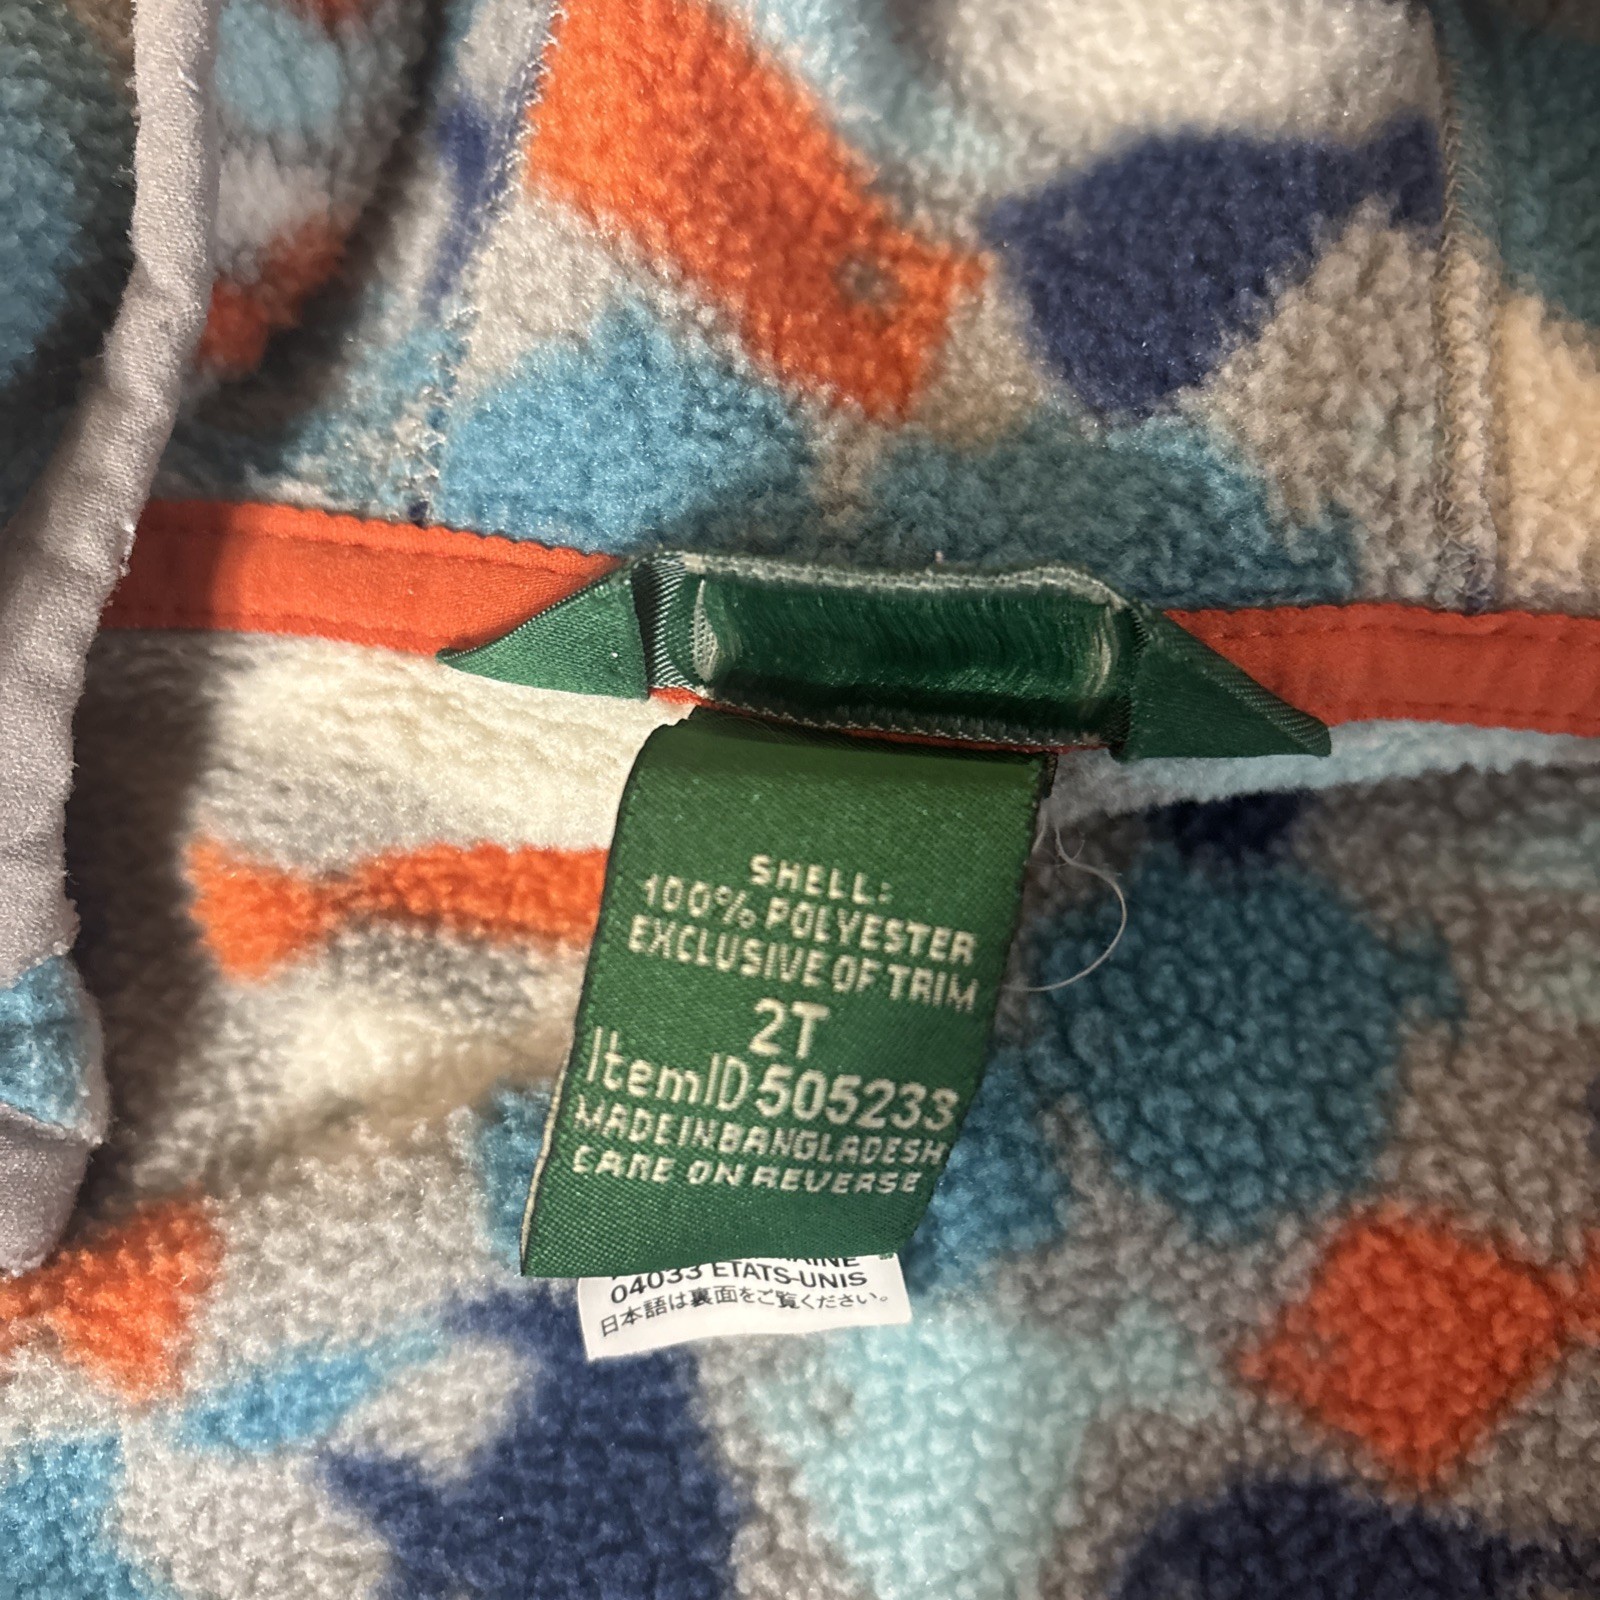 SHELL:
100% POLYESTER
EXCLUSIVE OF TRIM
2T
ItemID 505233
MADE IN BANGLADESH
CARE ON REVERSE
04033 ETATS-UNIS
日本語は裏面をご覧ください。